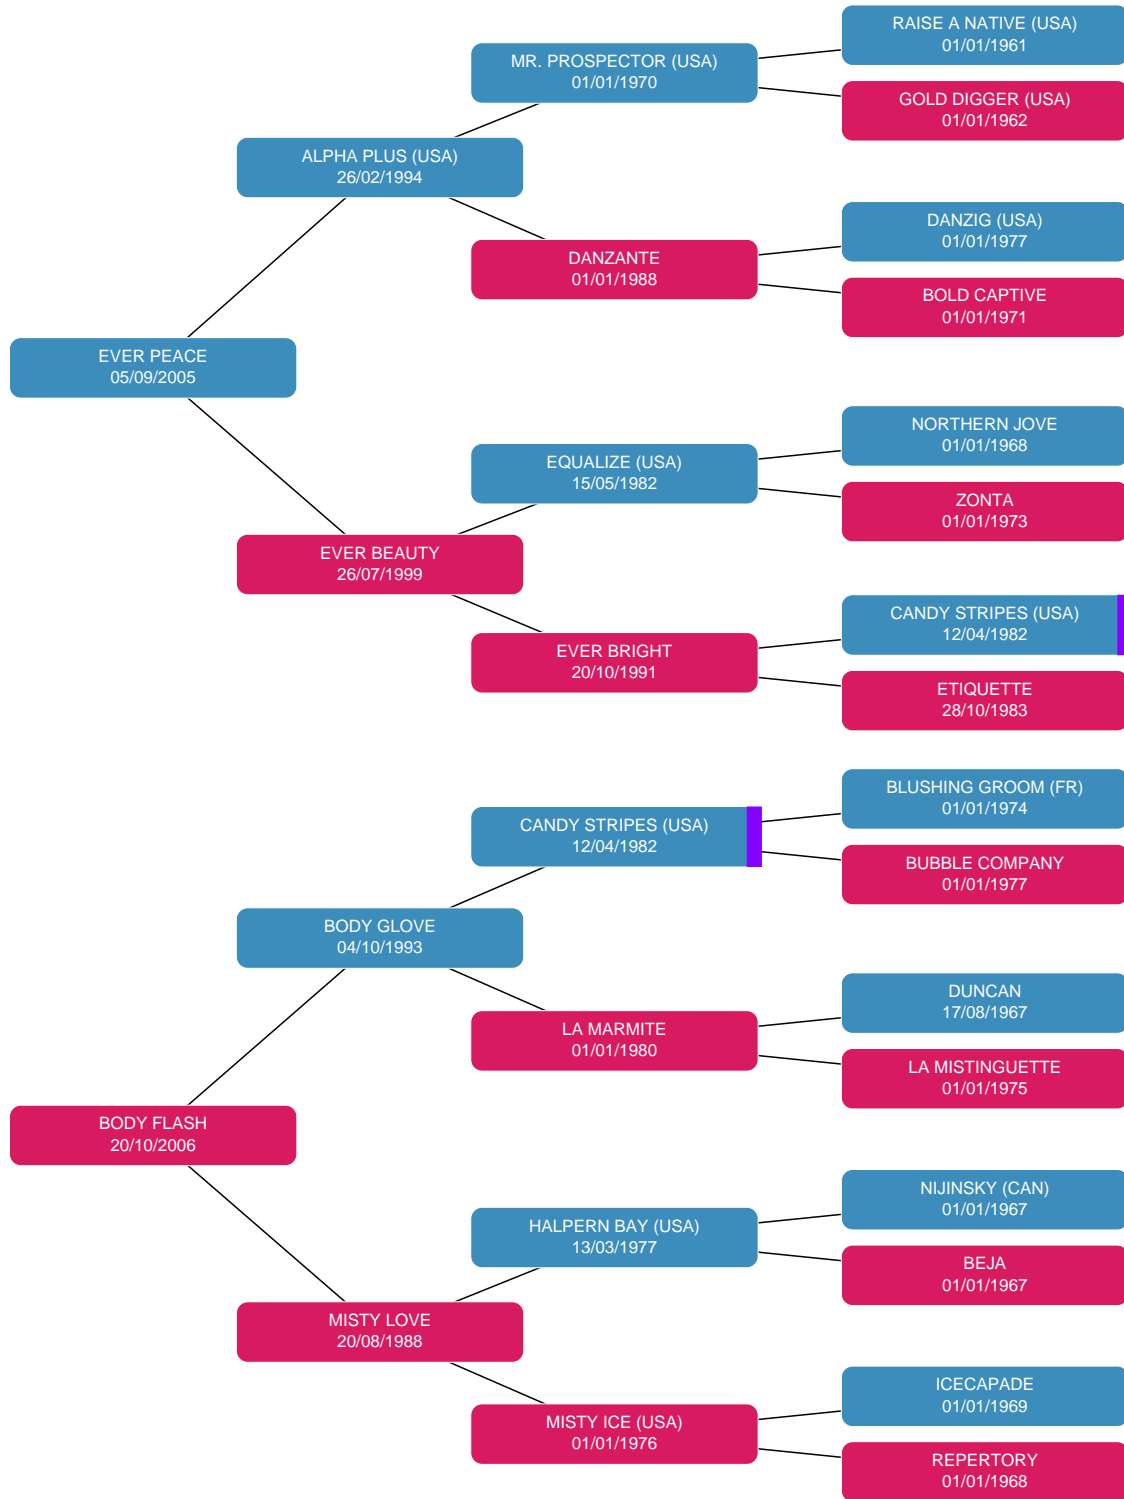 RAISE A NATIVE (USA)
01/01/1961
MR. PROSPECTOR (USA)
01/01/1970
GOLD DIGGER (USA)
01/01/1962
ALPHA PLUS (USA)
26/02/1994
DANZIG (USA)
01/01/1977
DANZANTE
01/01/1988
BOLD CAPTIVE
01/01/1971
EVER PEACE
05/09/2005
NORTHERN JOVE
01/01/1968
EQUALIZE (USA)
15/05/1982
ZONTA
01/01/1973
EVER BEAUTY
26/07/1999
CANDY STRIPES (USA)
12/04/1982
EVER BRIGHT
20/10/1991
ETIQUETTE
28/10/1983
BLUSHING GROOM (FR)
01/01/1974
CANDY STRIPES (USA)
12/04/1982
BUBBLE COMPANY
01/01/1977
BODY GLOVE
04/10/1993
DUNCAN
17/08/1967
LA MARMITE
01/01/1980
LA MISTINGUETTE
01/01/1975
BODY FLASH
20/10/2006
NIJINSKY (CAN)
01/01/1967
HALPERN BAY (USA)
13/03/1977
BEJA
01/01/1967
MISTY LOVE
20/08/1988
ICECAPADE
01/01/1969
MISTY ICE (USA)
01/01/1976
REPERTORY
01/01/1968